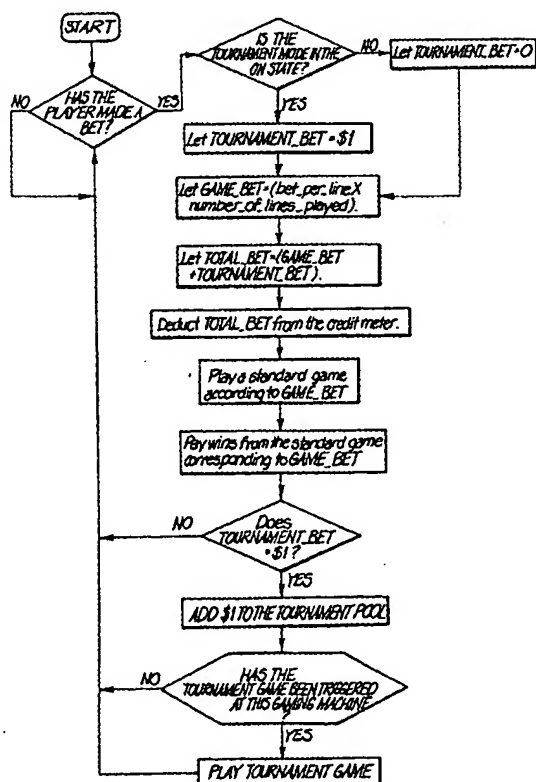 START
HAS THE
PLAYER MADE A
BET?
NO
YES
IS THE
TOURNAMENT MODE IN THE
ON STATE?
NO
Let TOURNAMENT_BET=0
YES
Let TOURNAMENT_BET = $1
Let GAME_BET=(bet_per_line X
number_of_lines_played).
Let TOTAL_BET=(GAME_BET
+TOURNAMENT_BET).
Deduct TOTAL_BET from the credit meter.
Play a standard game
according to GAME_BET
Pay wins from the standard game
corresponding to GAME_BET
NO
Does
TOURNAMENT_BET
= $1?
YES
ADD $1 TO THE TOURNAMENT POOL
NO
HAS THE
TOURNAMENT GAME BEEN TRIGGERED
AT THIS GAMING MACHINE
?
YES
PLAY TOURNAMENT GAME